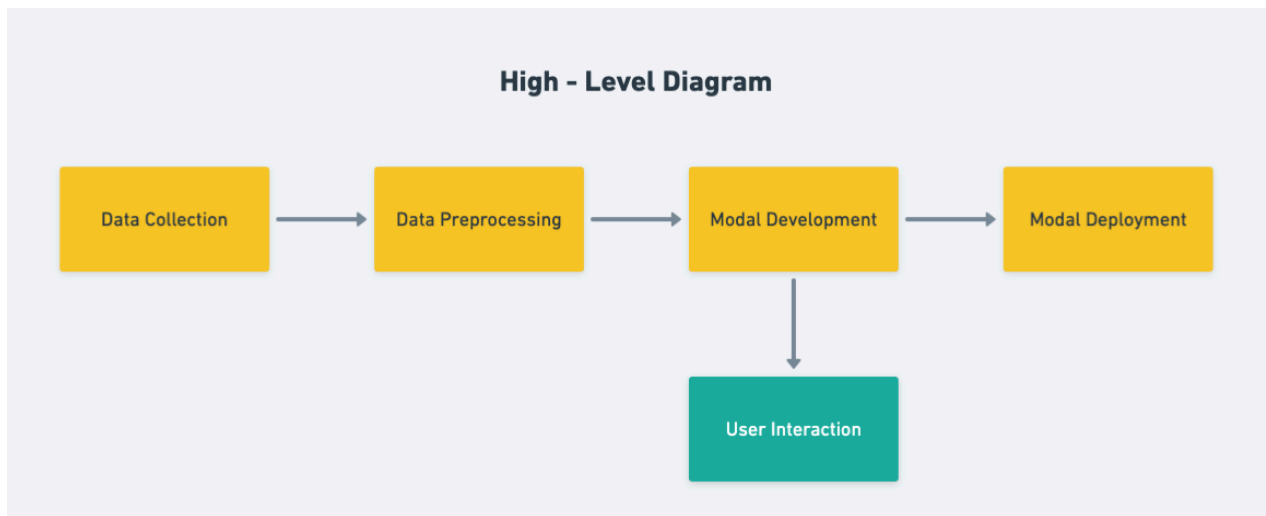 High - Level Diagram
Data Collection
Data Preprocessing
Modal Development
Modal Deployment
User Interaction